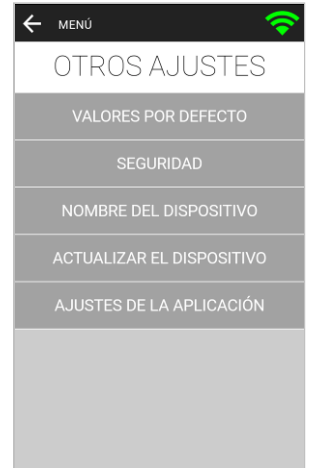 MENÚ
OTROS AJUSTES
VALORES POR DEFECTO
SEGURIDAD
NOMBRE DEL DISPOSITIVO
ACTUALIZAR EL DISPOSITIVO
AJUSTES DE LA APLICACIÓN